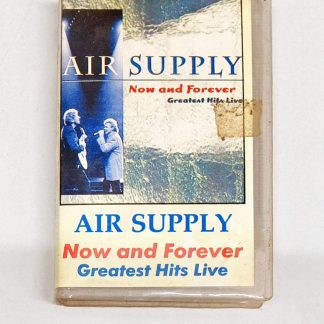 AIR SUPPLY
Now and Forever
Greatest Hits Live
AIR SUPPLY
Now and Forever
Greatest Hits Live